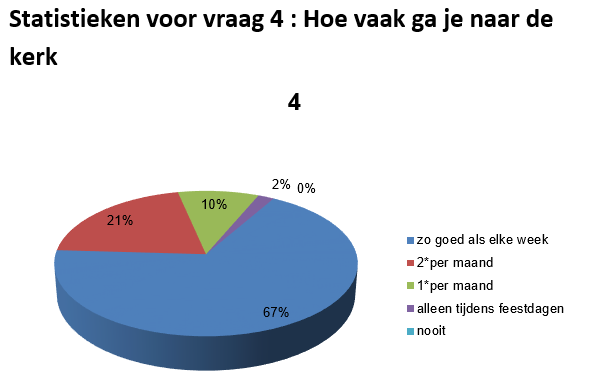 Statistieken voor vraag 4 : Hoe vaak ga je naar de
kerk
4
2%
0%
10%
21%
67%
zo goed als elke week
2*per maand
1*per maand
alleen tijdens feestdagen
nooit